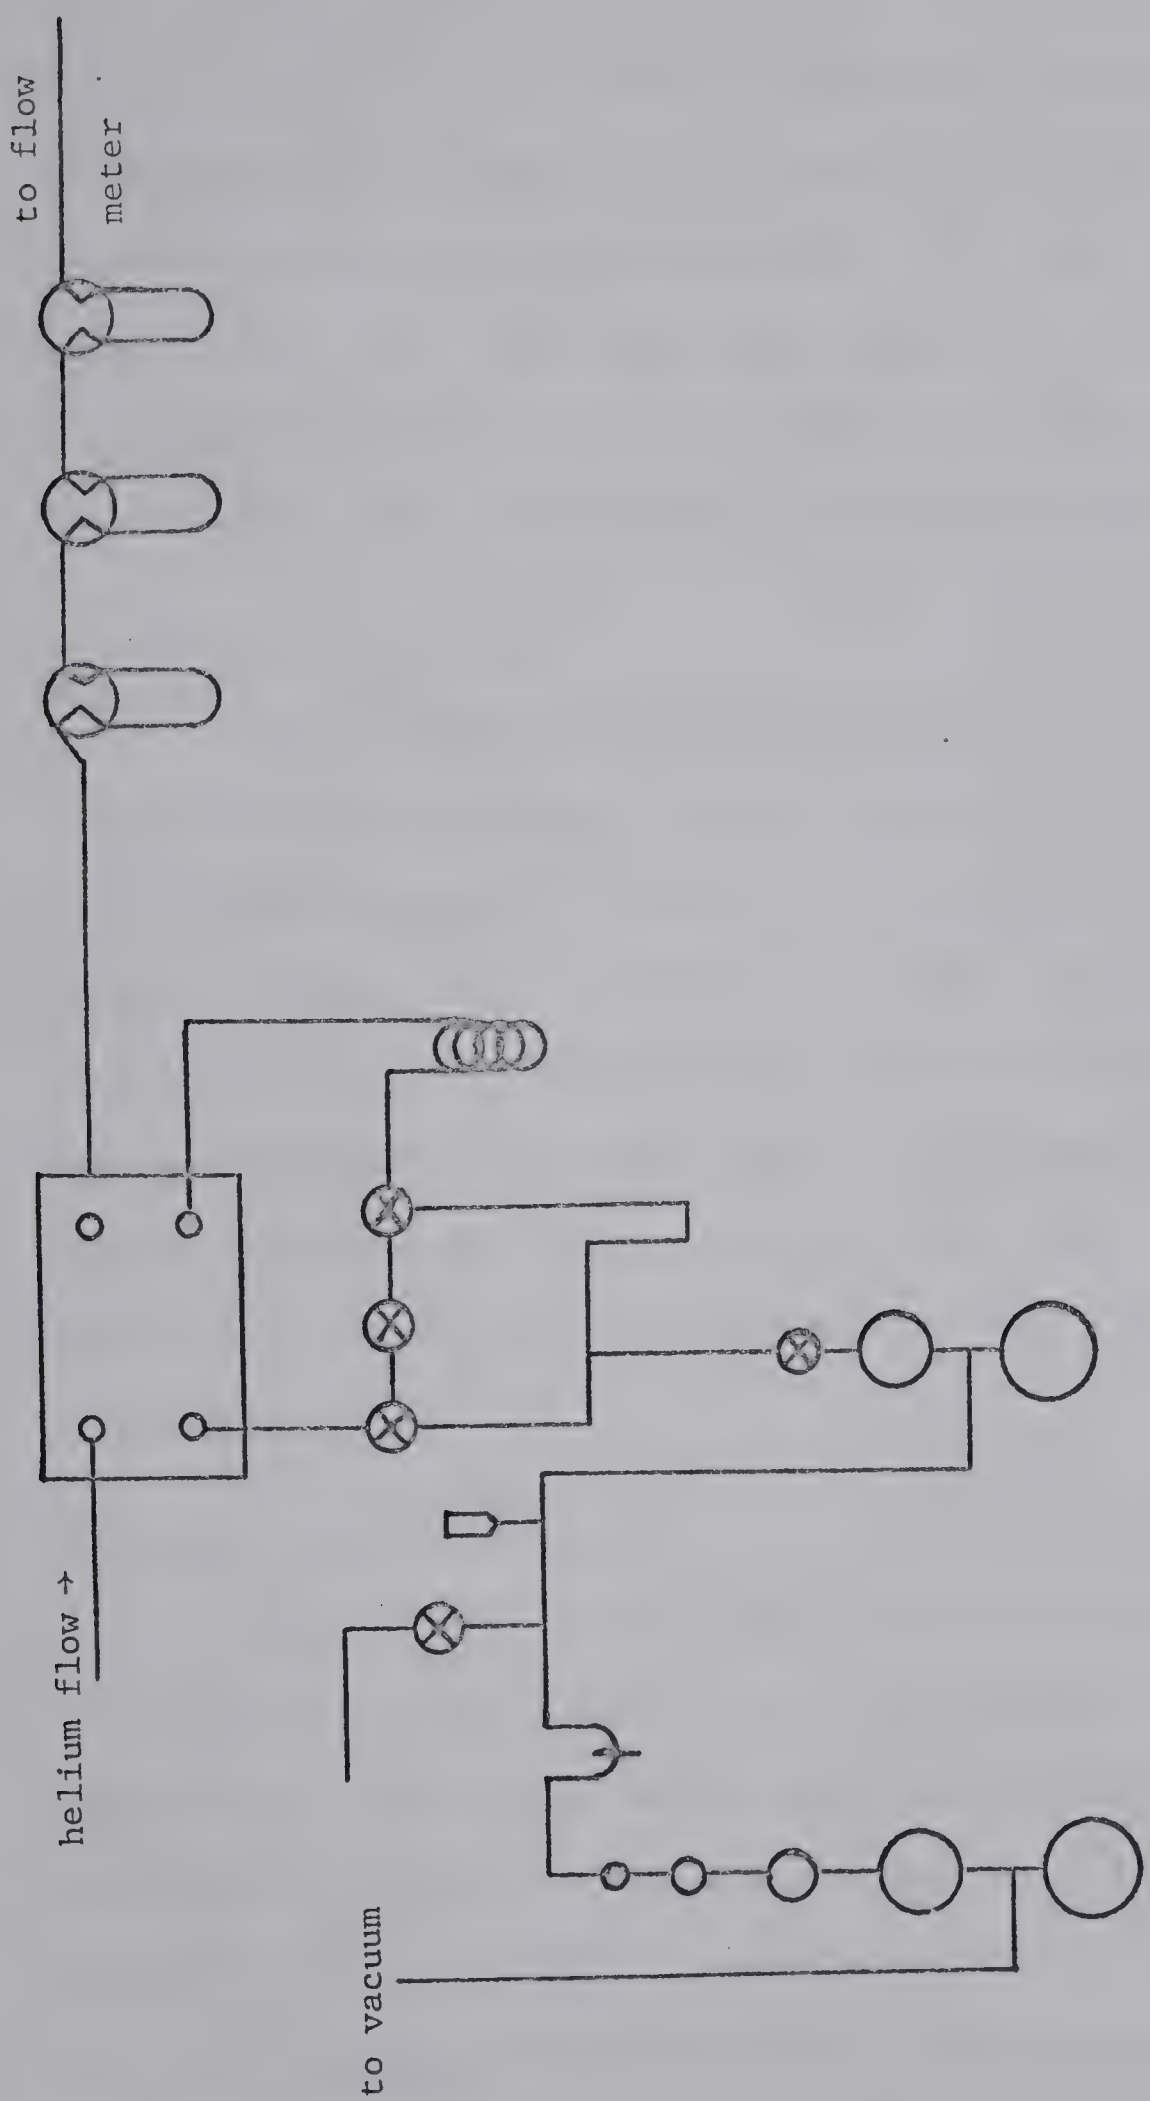 to flow
meter
helium flow →
to vacuum